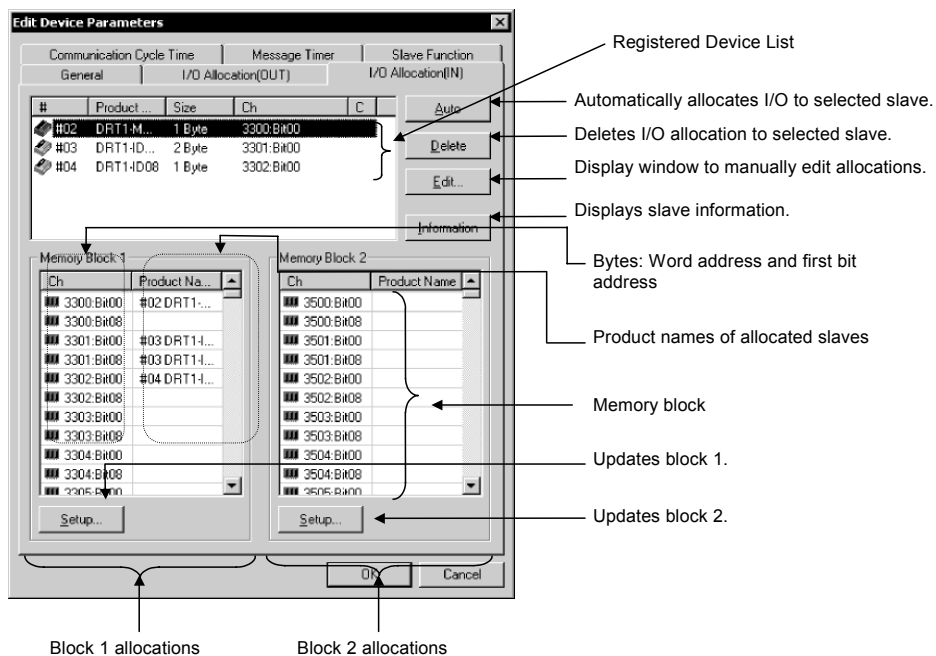 Edit Device Parameters
Communication Cycle Time Message Timer Slave Function
General I/O Allocation(OUT) I/O Allocation(IN)
# Product ... Size Ch C
#02 DRT1-M... 1 Byte 3300:Bit00
#03 DRT1-ID... 2 Byte 3301:Bit00
#04 DRT1-ID08 1 Byte 3302:Bit00
Auto
Delete
Edit...
Information
Registered Device List
Automatically allocates I/O to selected slave.
Deletes I/O allocation to selected slave.
Display window to manually edit allocations.
Displays slave information.
Bytes: Word address and first bit
address
Product names of allocated slaves
Memory block
Updates block 1.
Updates block 2.
Memory Block 1
Ch Product Na...
3300:Bit00 #02 DRT1-...
3300:Bit08
3301:Bit00 #03 DRT1-I...
3301:Bit08 #03 DRT1-I...
3302:Bit00 #04 DRT1-I...
3302:Bit08
3303:Bit00
3303:Bit08
3304:Bit00
3304:Bit08
3305:Bit00
Setup...
Memory Block 2
Ch Product Name
3500:Bit00
3500:Bit08
3501:Bit00
3501:Bit08
3502:Bit00
3502:Bit08
3503:Bit00
3503:Bit08
3504:Bit00
3504:Bit08
3505:Bit00
Setup...
OK Cancel
Block 1 allocations Block 2 allocations